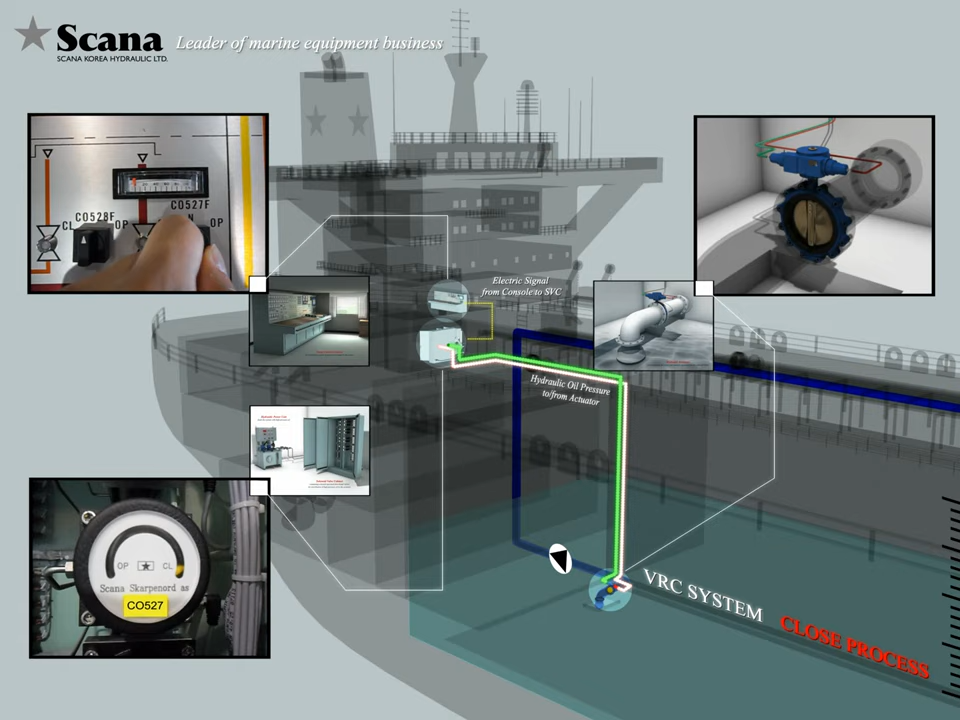 Scana
SCANA KOREA HYDRAULIC LTD.
Leader of marine equipment business
CO527F
CO528F
CL
OP
N
OP
Electric Signal
from Console to SVC
Hydraulic Oil Pressure
to/from Actuator
OP
CL
Scana Skarpenord as
CO527
VRC SYSTEM
CLOSE PROCESS